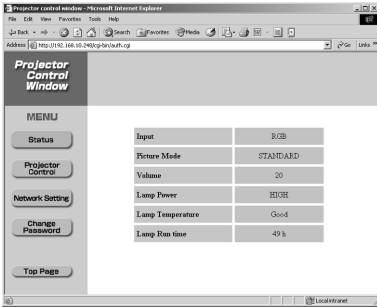 Projector control window - Microsoft Internet Explorer
File Edit View Favorites Tools Help
Back Search Favorites Media
Address http://192.168.10.248/cgi-bin/auth.cgi Go Links
Projector
Control
Window
MENU
Status
Projector
Control
Network Setting
Change
Password
Top Page
Input RGB
Picture Mode STANDARD
Volume 20
Lamp Power HIGH
Lamp Temperature Good
Lamp Run time 49 h
Local intranet